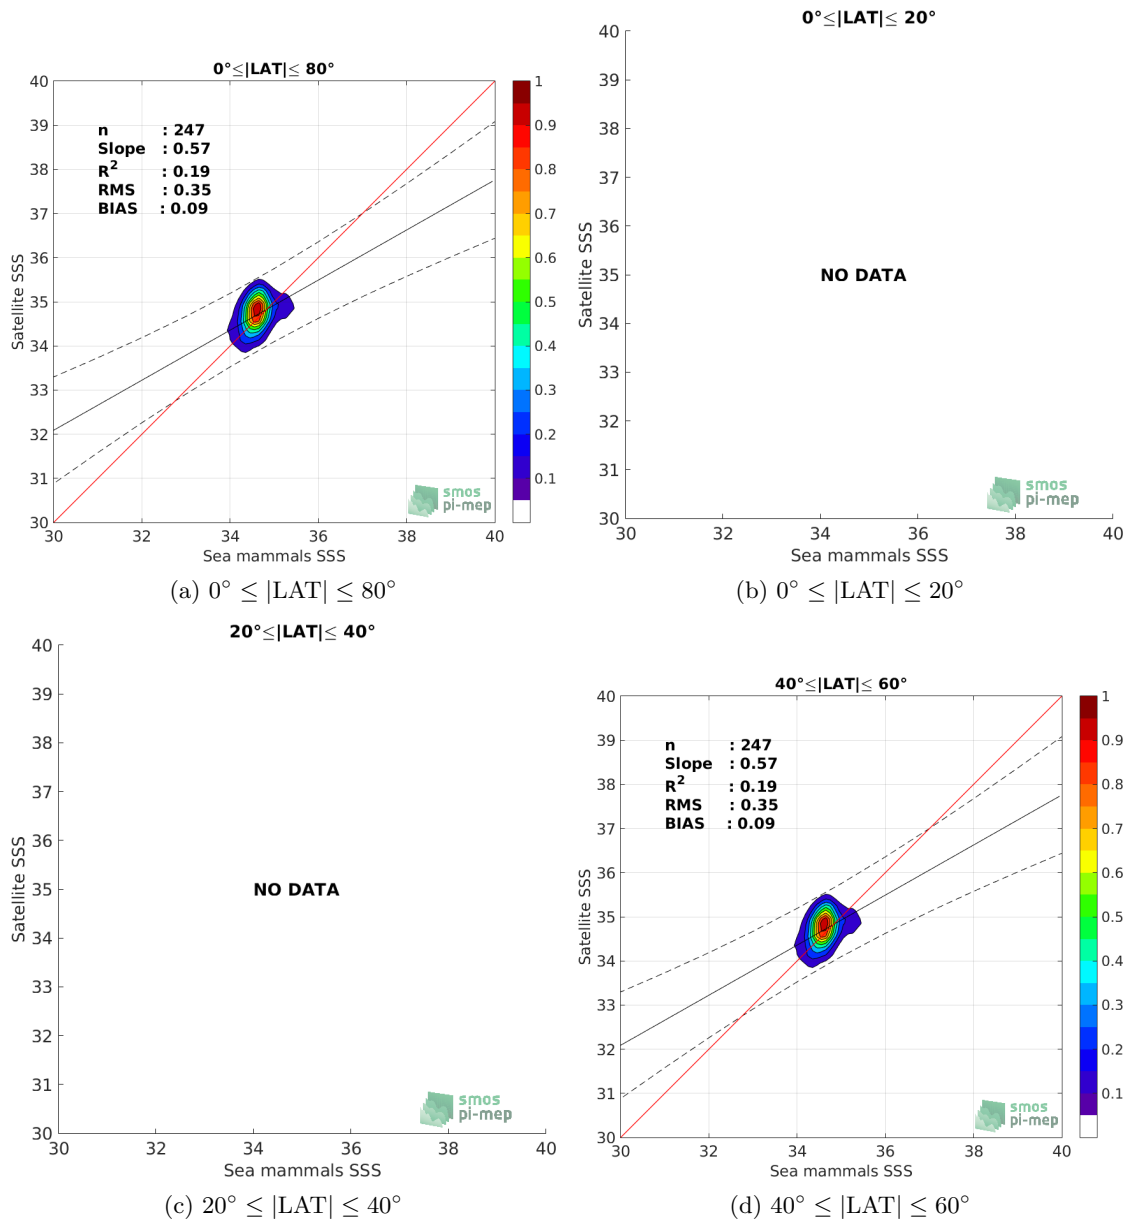 0°≤|LAT|≤ 80°
40
39
38
37
36
35
34
33
32
31
30
Satellite SSS
n : 247
Slope : 0.57
R² : 0.19
RMS : 0.35
BIAS : 0.09
smos
pi-mep
30 32 34 36 38 40
Sea mammals SSS
1
0.9
0.8
0.7
0.6
0.5
0.4
0.3
0.2
0.1
(a) 0° ≤ |LAT| ≤ 80°
0°≤|LAT|≤ 20°
40
39
38
37
36
35
34
33
32
31
30
Satellite SSS
NO DATA
smos
pi-mep
30 32 34 36 38 40
Sea mammals SSS
(b) 0° ≤ |LAT| ≤ 20°
20°≤|LAT|≤ 40°
40
39
38
37
36
35
34
33
32
31
30
Satellite SSS
NO DATA
smos
pi-mep
30 32 34 36 38 40
Sea mammals SSS
(c) 20° ≤ |LAT| ≤ 40°
40°≤|LAT|≤ 60°
40
39
38
37
36
35
34
33
32
31
30
Satellite SSS
n : 247
Slope : 0.57
R² : 0.19
RMS : 0.35
BIAS : 0.09
smos
pi-mep
30 32 34 36 38 40
Sea mammals SSS
1
0.9
0.8
0.7
0.6
0.5
0.4
0.3
0.2
0.1
(d) 40° ≤ |LAT| ≤ 60°